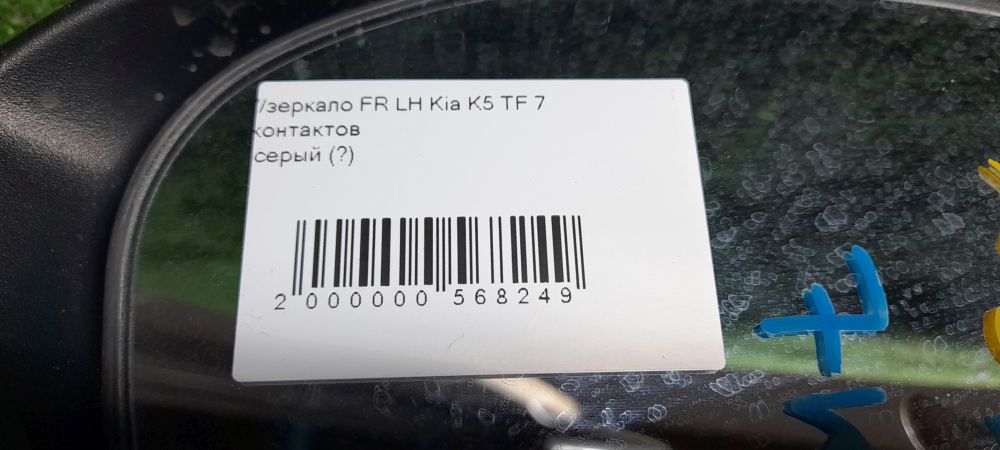 /зеркало FR LH Kia K5 TF 7
контактов
серый (?)
2 000000 568249